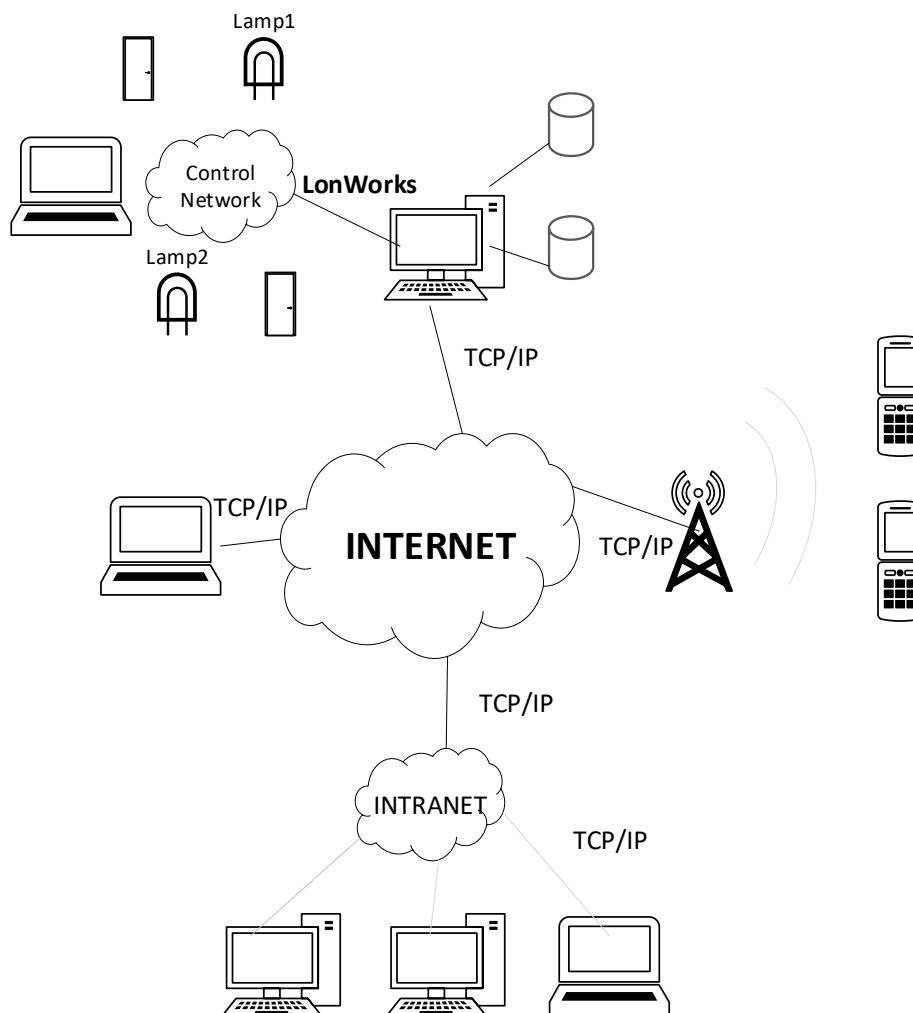 Lamp1
Control
Network
LonWorks
Lamp2
TCP/IP
TCP/IP
INTERNET
TCP/IP
TCP/IP
INTRANET
TCP/IP